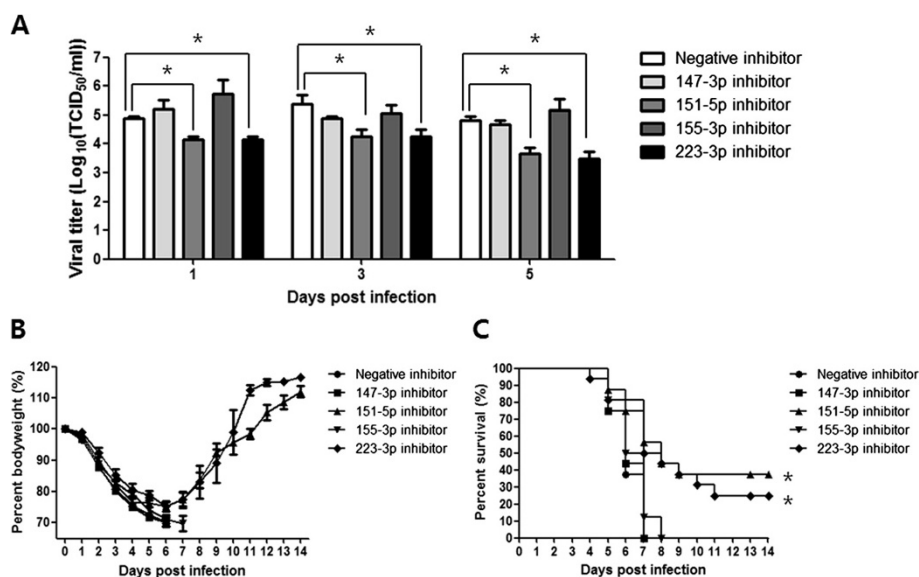 A
Viral titer (Log10(TCID50/ml))
7
6
5
4
3
2
1
0
* * * * * *
1 3 5
Days post infection
Negative inhibitor
147-3p inhibitor
151-5p inhibitor
155-3p inhibitor
223-3p inhibitor
B
Percent bodyweight (%)
120
110
100
90
80
70
0 1 2 3 4 5 6 7 8 9 10 11 12 13 14
Days post infection
Negative inhibitor
147-3p inhibitor
151-5p inhibitor
155-3p inhibitor
223-3p inhibitor
C
Percent survival (%)
100
90
80
70
60
50
40
30
20
10
0
0 1 2 3 4 5 6 7 8 9 10 11 12 13 14
Days post infection
Negative inhibitor
147-3p inhibitor
151-5p inhibitor
155-3p inhibitor
223-3p inhibitor
*
*